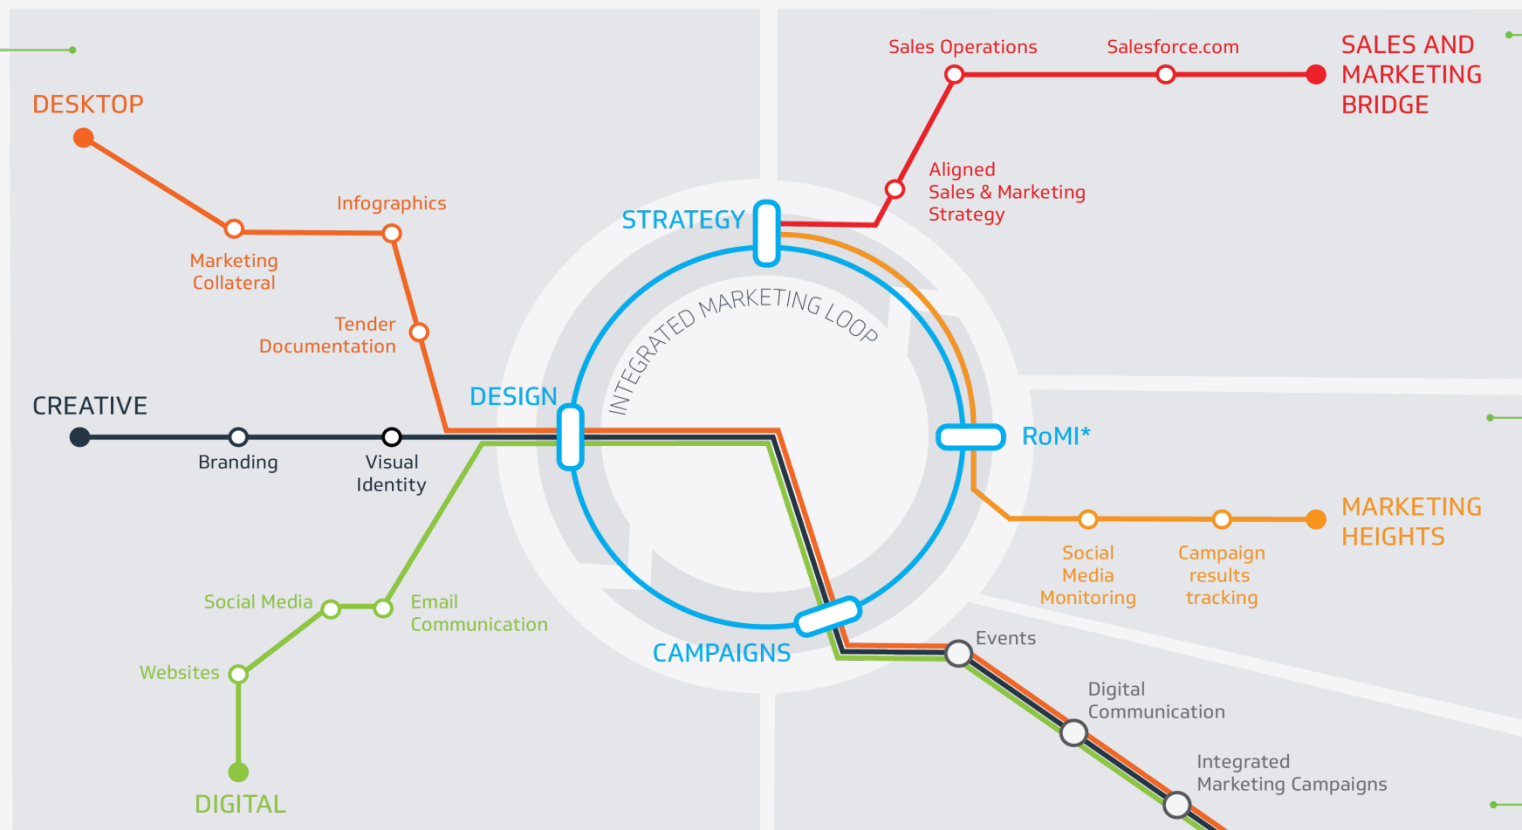 Sales Operations
Salesforce.com
SALES AND
MARKETING
BRIDGE
DESKTOP
Aligned
Sales & Marketing
Strategy
Infographics
STRATEGY
Marketing
Collateral
INTEGRATED MARKETING LOOP
Tender
Documentation
DESIGN
CREATIVE
RoMI*
Branding
Visual
Identity
MARKETING
HEIGHTS
Social
Media
Monitoring
Campaign
results
tracking
Social Media
Email
Communication
Events
CAMPAIGNS
Websites
Digital
Communication
Integrated
Marketing Campaigns
DIGITAL